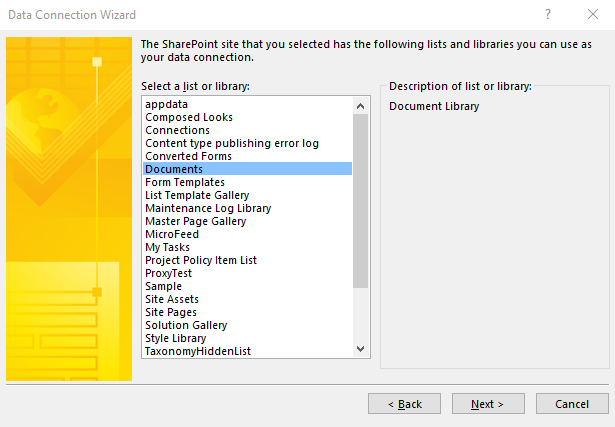 Data Connection Wizard
The SharePoint site that you selected has the following lists and libraries you can use as
your data connection.
Select a list or library:
appdata
Composed Looks
Connections
Content type publishing error log
Converted Forms
Documents
Form Templates
List Template Gallery
Maintenance Log Library
Master Page Gallery
MicroFeed
My Tasks
Project Policy Item List
ProxyTest
Sample
Site Assets
Site Pages
Solution Gallery
Style Library
TaxonomyHiddenList
Description of list or library:
Document Library
< Back
Next >
Cancel